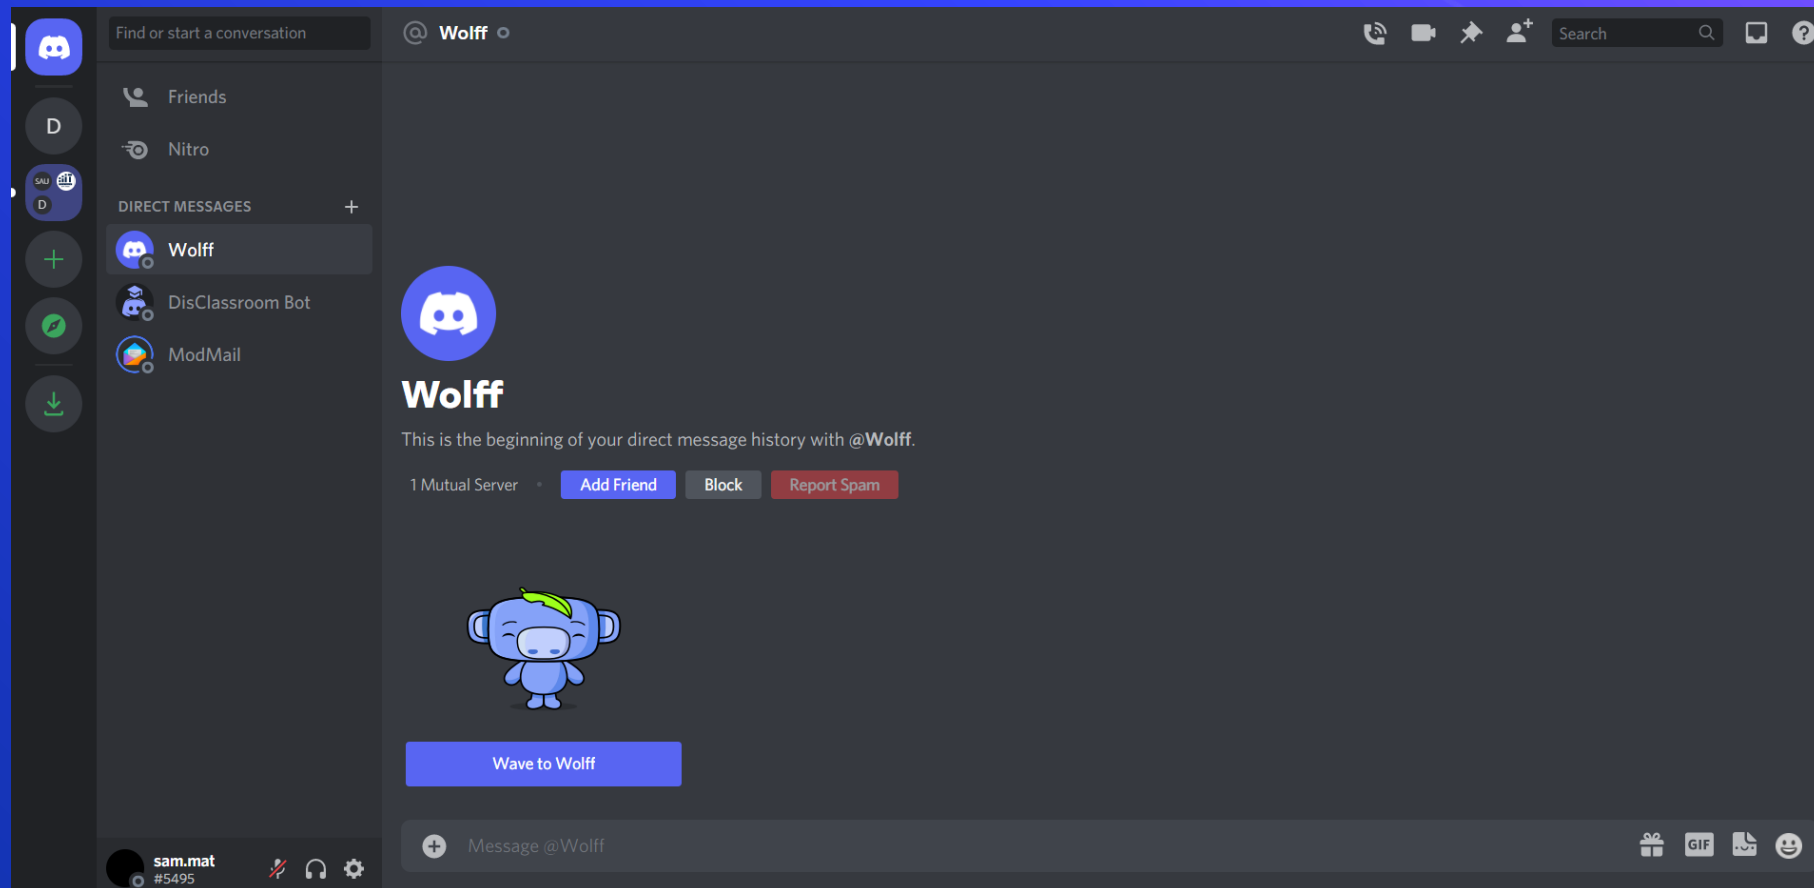 Find or start a conversation
Wolff
Search
Friends
D
Nitro
SALI
D
DIRECT MESSAGES
Wolff
DisClassroom Bot
ModMail
Wolff
This is the beginning of your direct message history with @Wolff.
1 Mutual Server • Add Friend Block Report Spam
Wave to Wolff
Message @Wolff
GIF
sam.mat
#5495